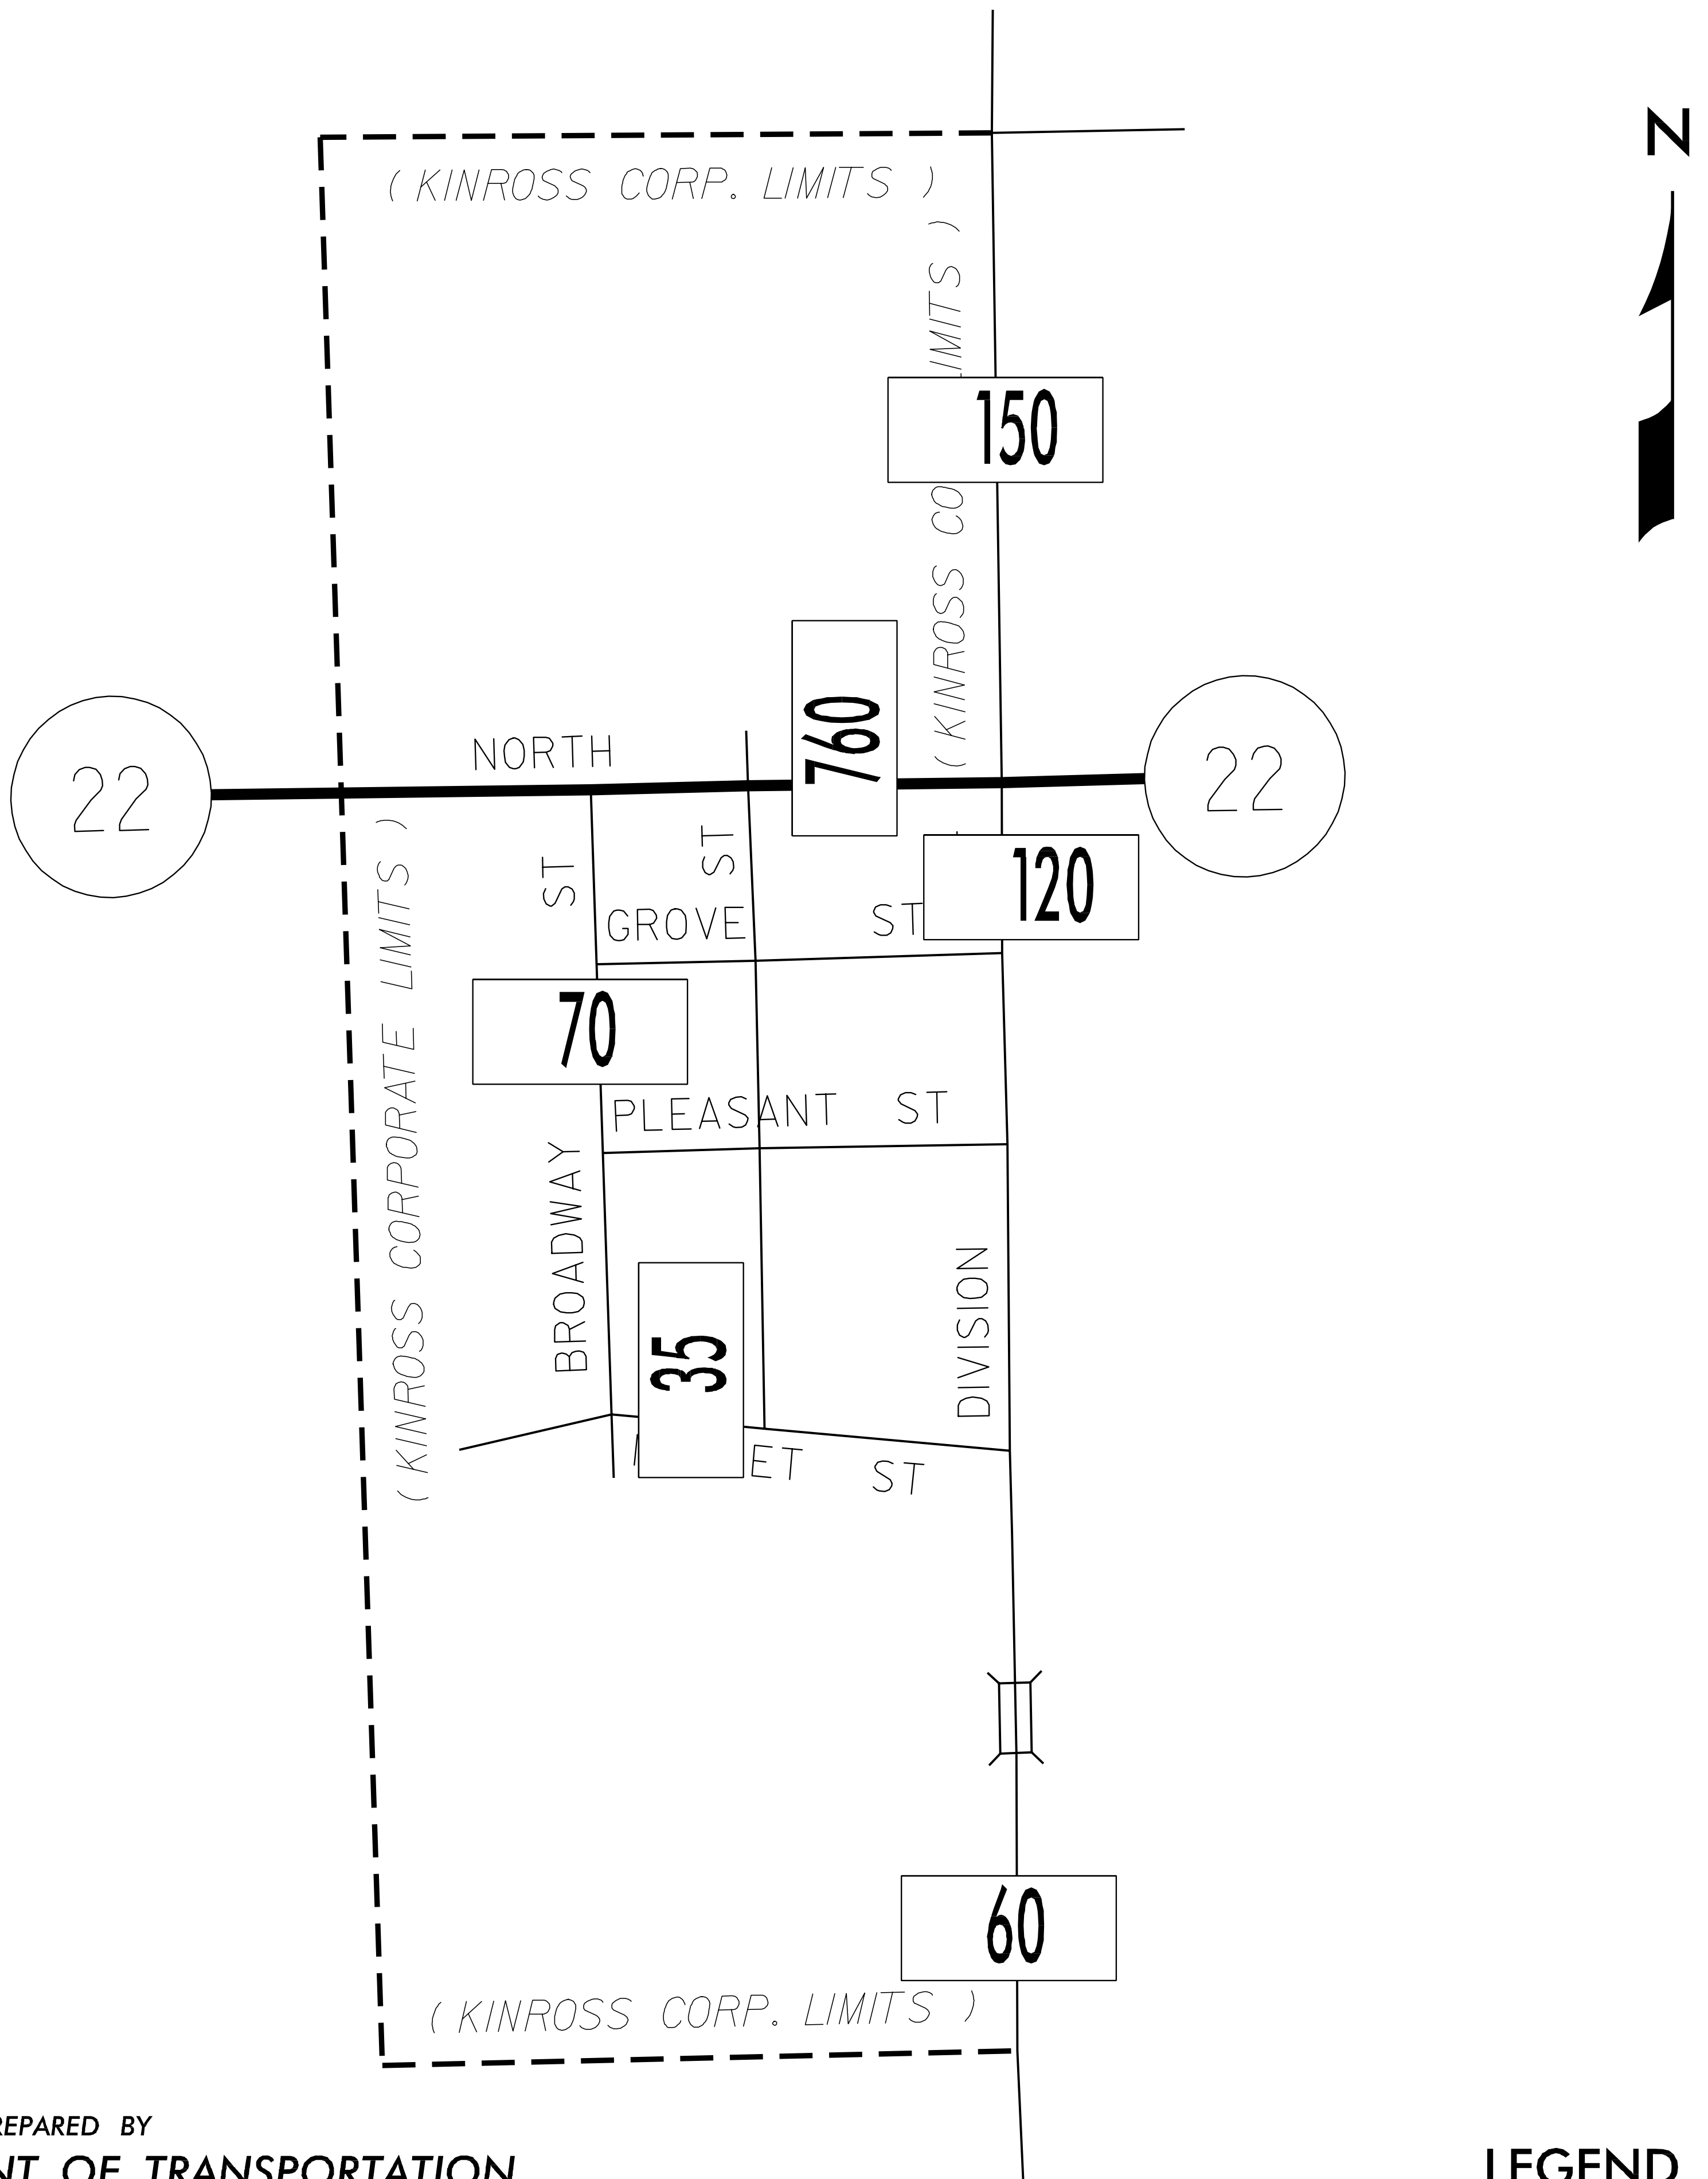 N
( KINROSS CORP. LIMITS )
( KINROSS CO
IMITS )
150
760
NORTH
22
22
ST
ST
120
GROVE ST
( KINROSS CORPORATE LIMITS )
70
PLEASANT ST
BROADWAY
35
DIVISION
ET ST
60
( KINROSS CORP. LIMITS )
REPARED BY
NT OF TRANSPORTATION
LEGEND